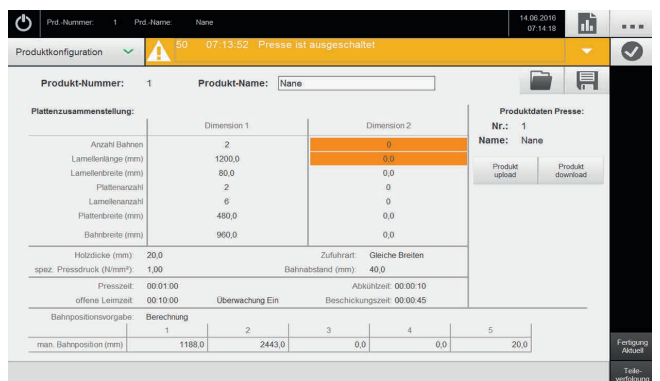 Prd.-Nummer: 1 Prd.-Name: Nane
14.06.2016
07:14:18
Produktkonfiguration
50 07:13:52 Presse ist ausgeschaltet
Produkt-Nummer: 1 Produkt-Name: Nane
Plattenzusammenstellung:
Dimension 1 Dimension 2
Anzahl Bahnen 2 0
Lamellenlänge (mm) 1200,0 0,0
Lamellenbreite (mm) 80,0 0,0
Plattenanzahl 2 0
Lamellenanzahl 6 0
Plattenbreite (mm) 480,0 0,0
Bahnbreite (mm) 960,0 0,0
Produktdaten Presse:
Nr.: 1
Name: Nane
Produkt upload
Produkt download
Holzdicke (mm): 20,0 Zufuhrart: Gleiche Breiten
spez. Pressdruck (N/mm²): 1,00 Bahnabstand (mm): 40,0
Presszeit: 00:01:00 Abkühlzeit: 00:00:10
offene Leimzeit: 00:10:00 Überwachung Ein Beschickungszeit: 00:00:45
Bahnpositionsvorgabe: Berechnung
1 2 3 4 5
man. Bahnposition (mm) 1188,0 2443,0 0,0 0,0 20,0
Fertigung
Aktuell
Teile-
verfolgung